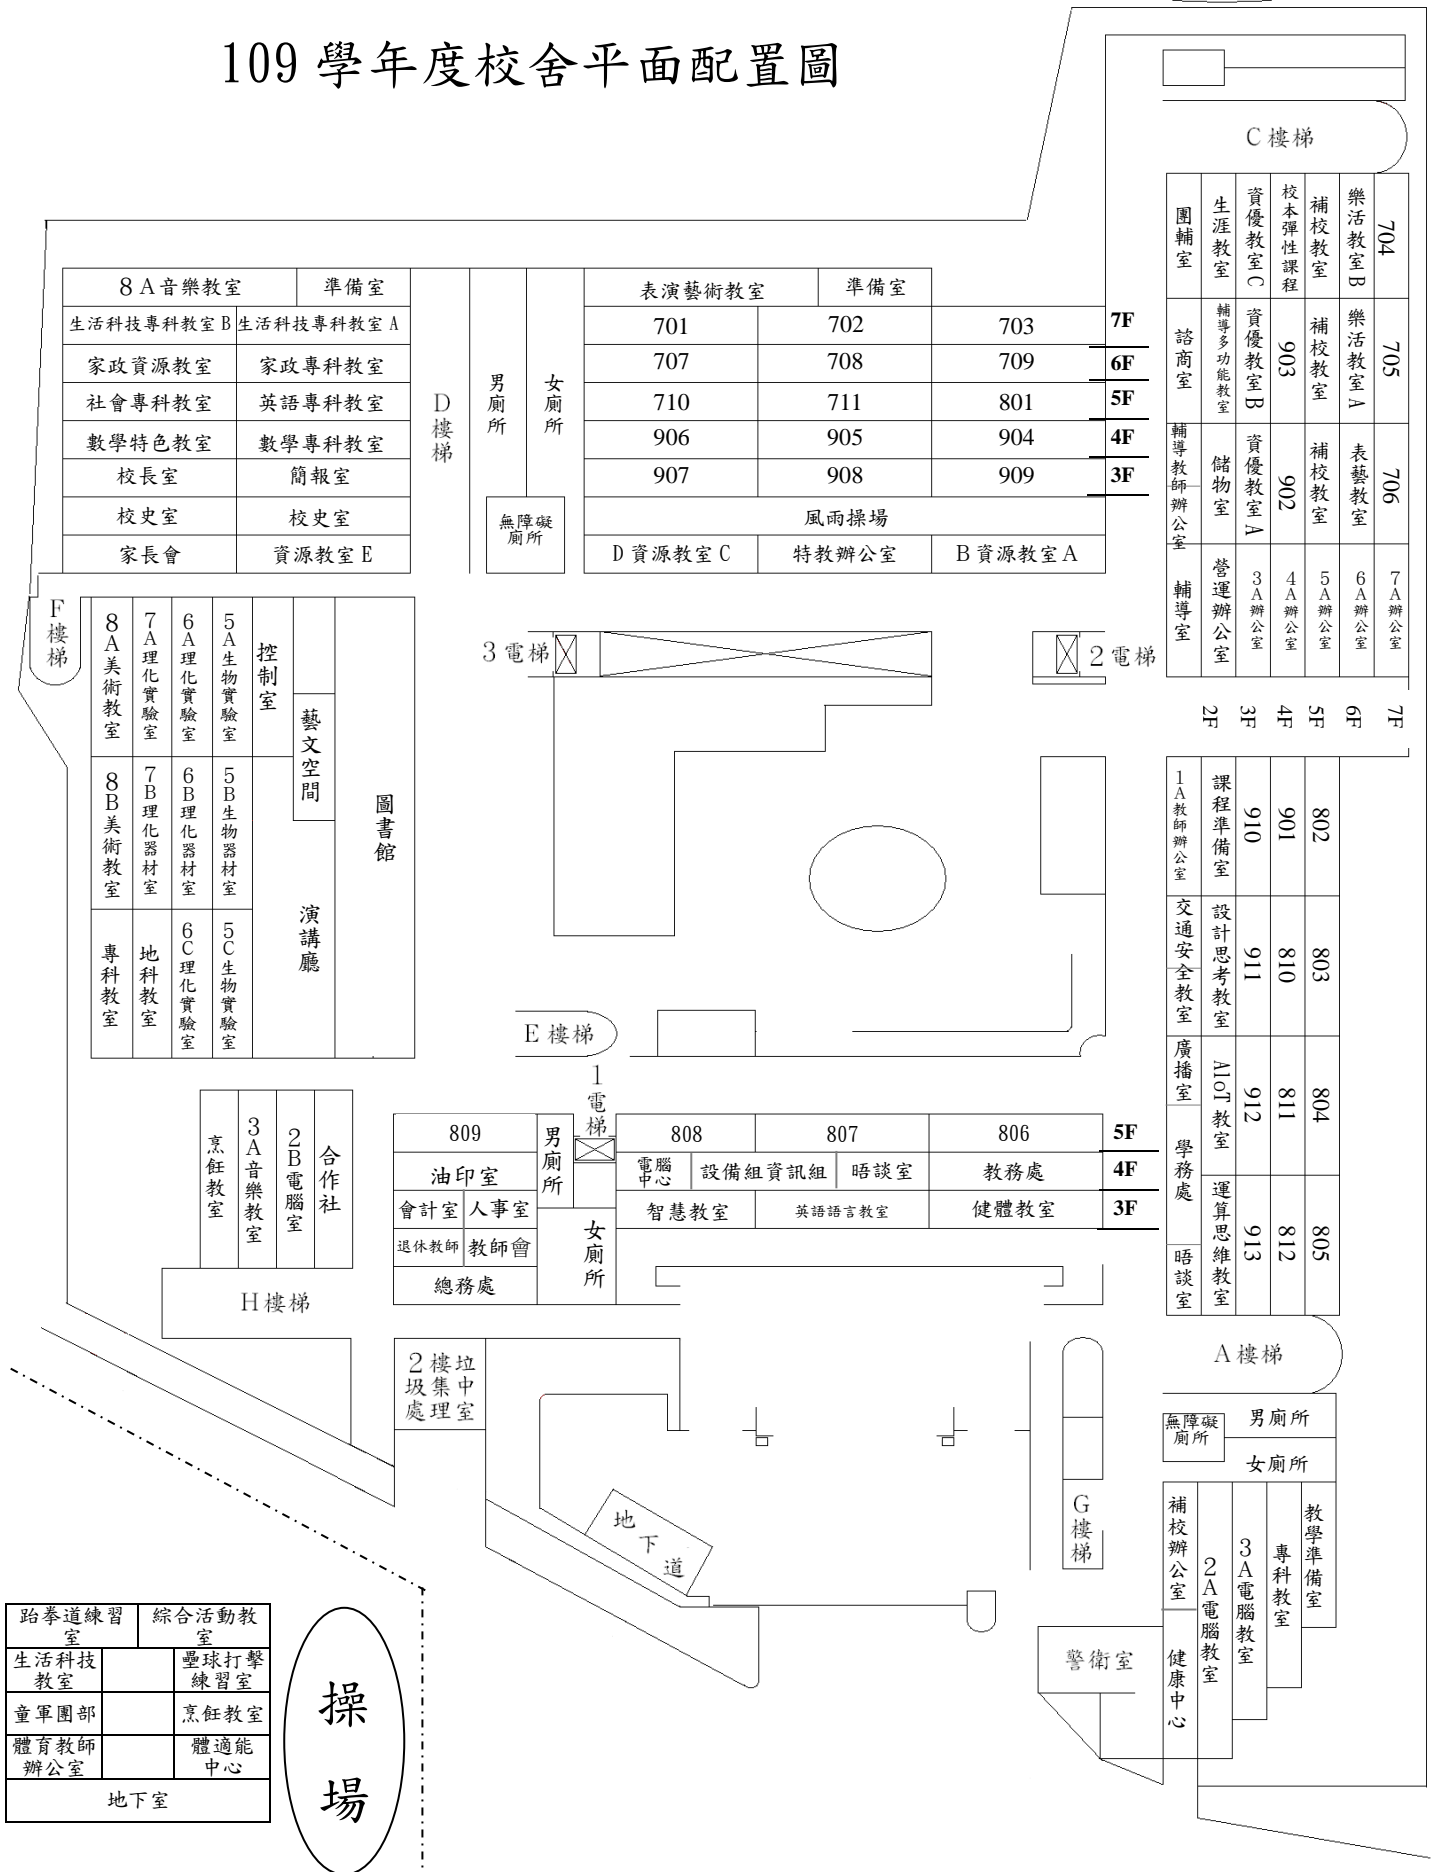 109 學年度校舍平面配置圖
C 樓梯
團輔室
生涯教室
資優教室C
校本彈性課程
補校教室
樂活教室B
704
諮商室
輔導多功能教室
資優教室B
903
補校教室
樂活教室A
705
輔導教師辦公室
儲物室
資優教室A
902
補校教室
表藝教室
706
輔導室
營運辦公室
3A辦公室
4A辦公室
5A辦公室
6A辦公室
7A辦公室
2F
3F
4F
5F
6F
7F
8A音樂教室
準備室
生活科技專科教室 B
生活科技專科教室 A
家政資源教室
家政專科教室
社會專科教室
英語專科教室
數學特色教室
數學專科教室
校長室
簡報室
校史室
校史室
家長會
資源教室 E
D樓梯
男廁所
女廁所
無障礙
廁所
表演藝術教室
準備室
701
702
703
7F
707
708
709
6F
710
711
801
5F
906
905
904
4F
907
908
909
3F
風雨操場
D 資源教室 C
特教辦公室
B 資源教室 A
F樓梯
8A美術教室
7A理化實驗室
6A理化實驗室
5A生物實驗室
控制室
藝文空間
圖書館
8B美術教室
7B理化器材室
6B理化器材室
5B生物器材室
演講廳
專科教室
地科教室
6C理化實驗室
5C生物實驗室
3 電梯
2 電梯
E 樓梯
1電梯
1A教師辦公室
課程準備室
910
901
802
交通安全教室
設計思考教室
911
810
803
廣播室
AIoT教室
912
811
804
學務處
運算思維教室
913
812
805
晤談室
烹飪教室
3A音樂教室
2B電腦室
合作社
809
男廁所
808
807
806
5F
油印室
電腦
中心
設備組資訊組
晤談室
教務處
4F
會計室
人事室
智慧教室
英語語言教室
健體教室
3F
退休教師
教師會
女廁所
總務處
H樓梯
A 樓梯
2樓垃
圾集中
處理室
無障礙
廁所
男廁所
女廁所
地下道
G樓梯
補校辦公室
2A電腦教室
3A電腦教室
專科教室
教學準備室
健康中心
警衛室
跆拳道練習
室
綜合活動教
室
生活科技
教室
壘球打擊
練習室
童軍團部
烹飪教室
體育教師
辦公室
體適能
中心
地下室
操場